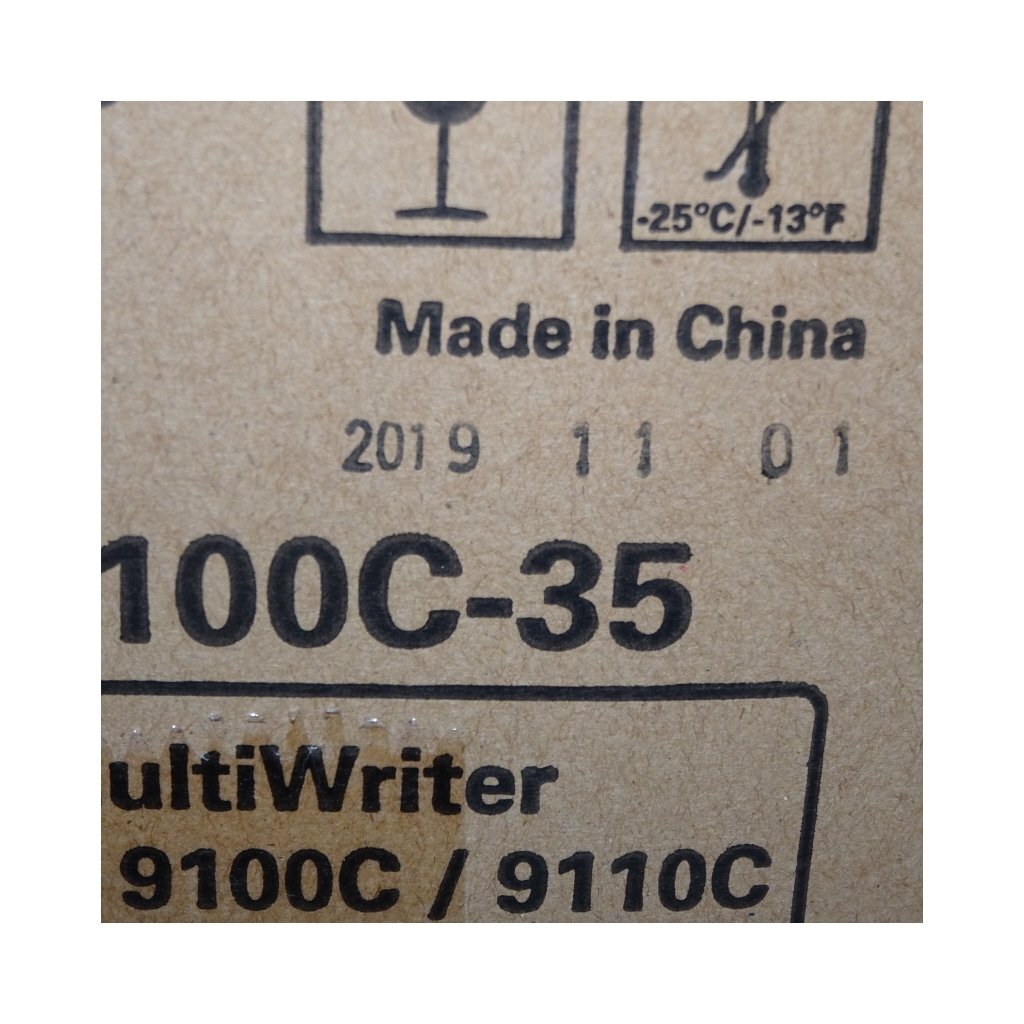 -25°C/-13°F
Made in China
2019 11 01
100C-35
ultiWriter
9100C / 9110C